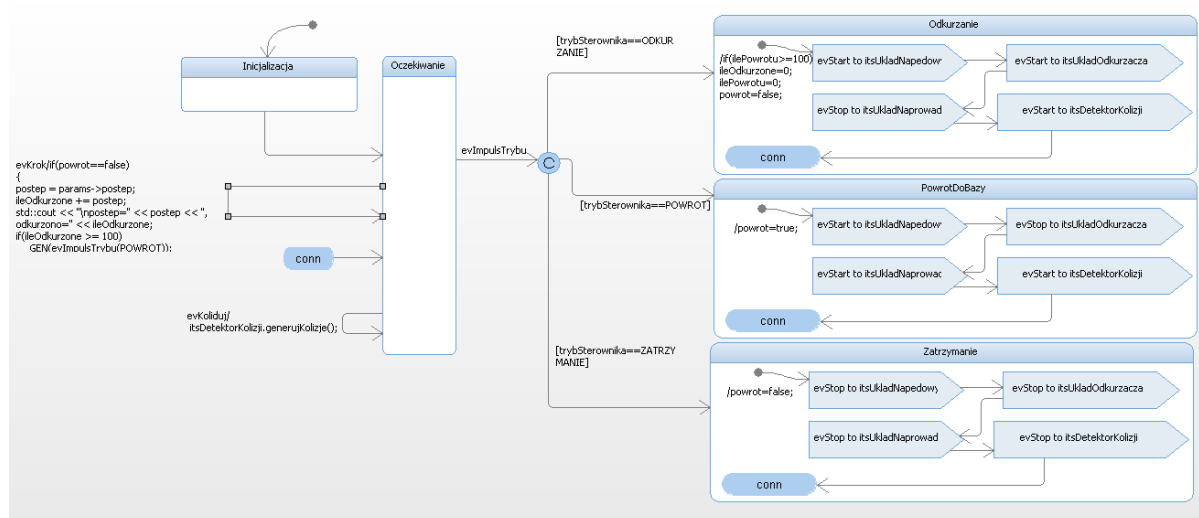 Inicjalizacja
Oczekiwanie
evKrok/if(powrot==false)
{
postep = params->postep;
ileOdkurzone += postep;
std::cout << "\npostep=" << postep << ",
odkurzono=" << ileOdkurzone;
if(ileOdkurzone >= 100)
GEN(evImpulsTrybu(POWROT));
conn
evKoliduj/
itsDetektorKolizji.generujKolizje();
evImpulsTrybu
C
[trybSterownika==ODKUR
ZANIE]
[trybSterownika==POWROT]
[trybSterownika==ZATRZY
MANIE]
Odkurzanie
/if(ilePowrotu>=100)
ileOdkurzone=0;
ilePowrotu=0;
powrot=false;
evStart to itsUkladNapedowy
evStart to itsUkladOdkurzacza
evStop to itsUkladNaprowad
evStart to itsDetektorKolizji
conn
PowrotDoBazy
/powrot=true;
evStart to itsUkladNapedowy
evStop to itsUkladOdkurzacza
evStart to itsUkladNaprowad
evStart to itsDetektorKolizji
conn
Zatrzymanie
/powrot=false;
evStop to itsUkladNapedowy
evStop to itsUkladOdkurzacza
evStop to itsUkladNaprowad
evStop to itsDetektorKolizji
conn